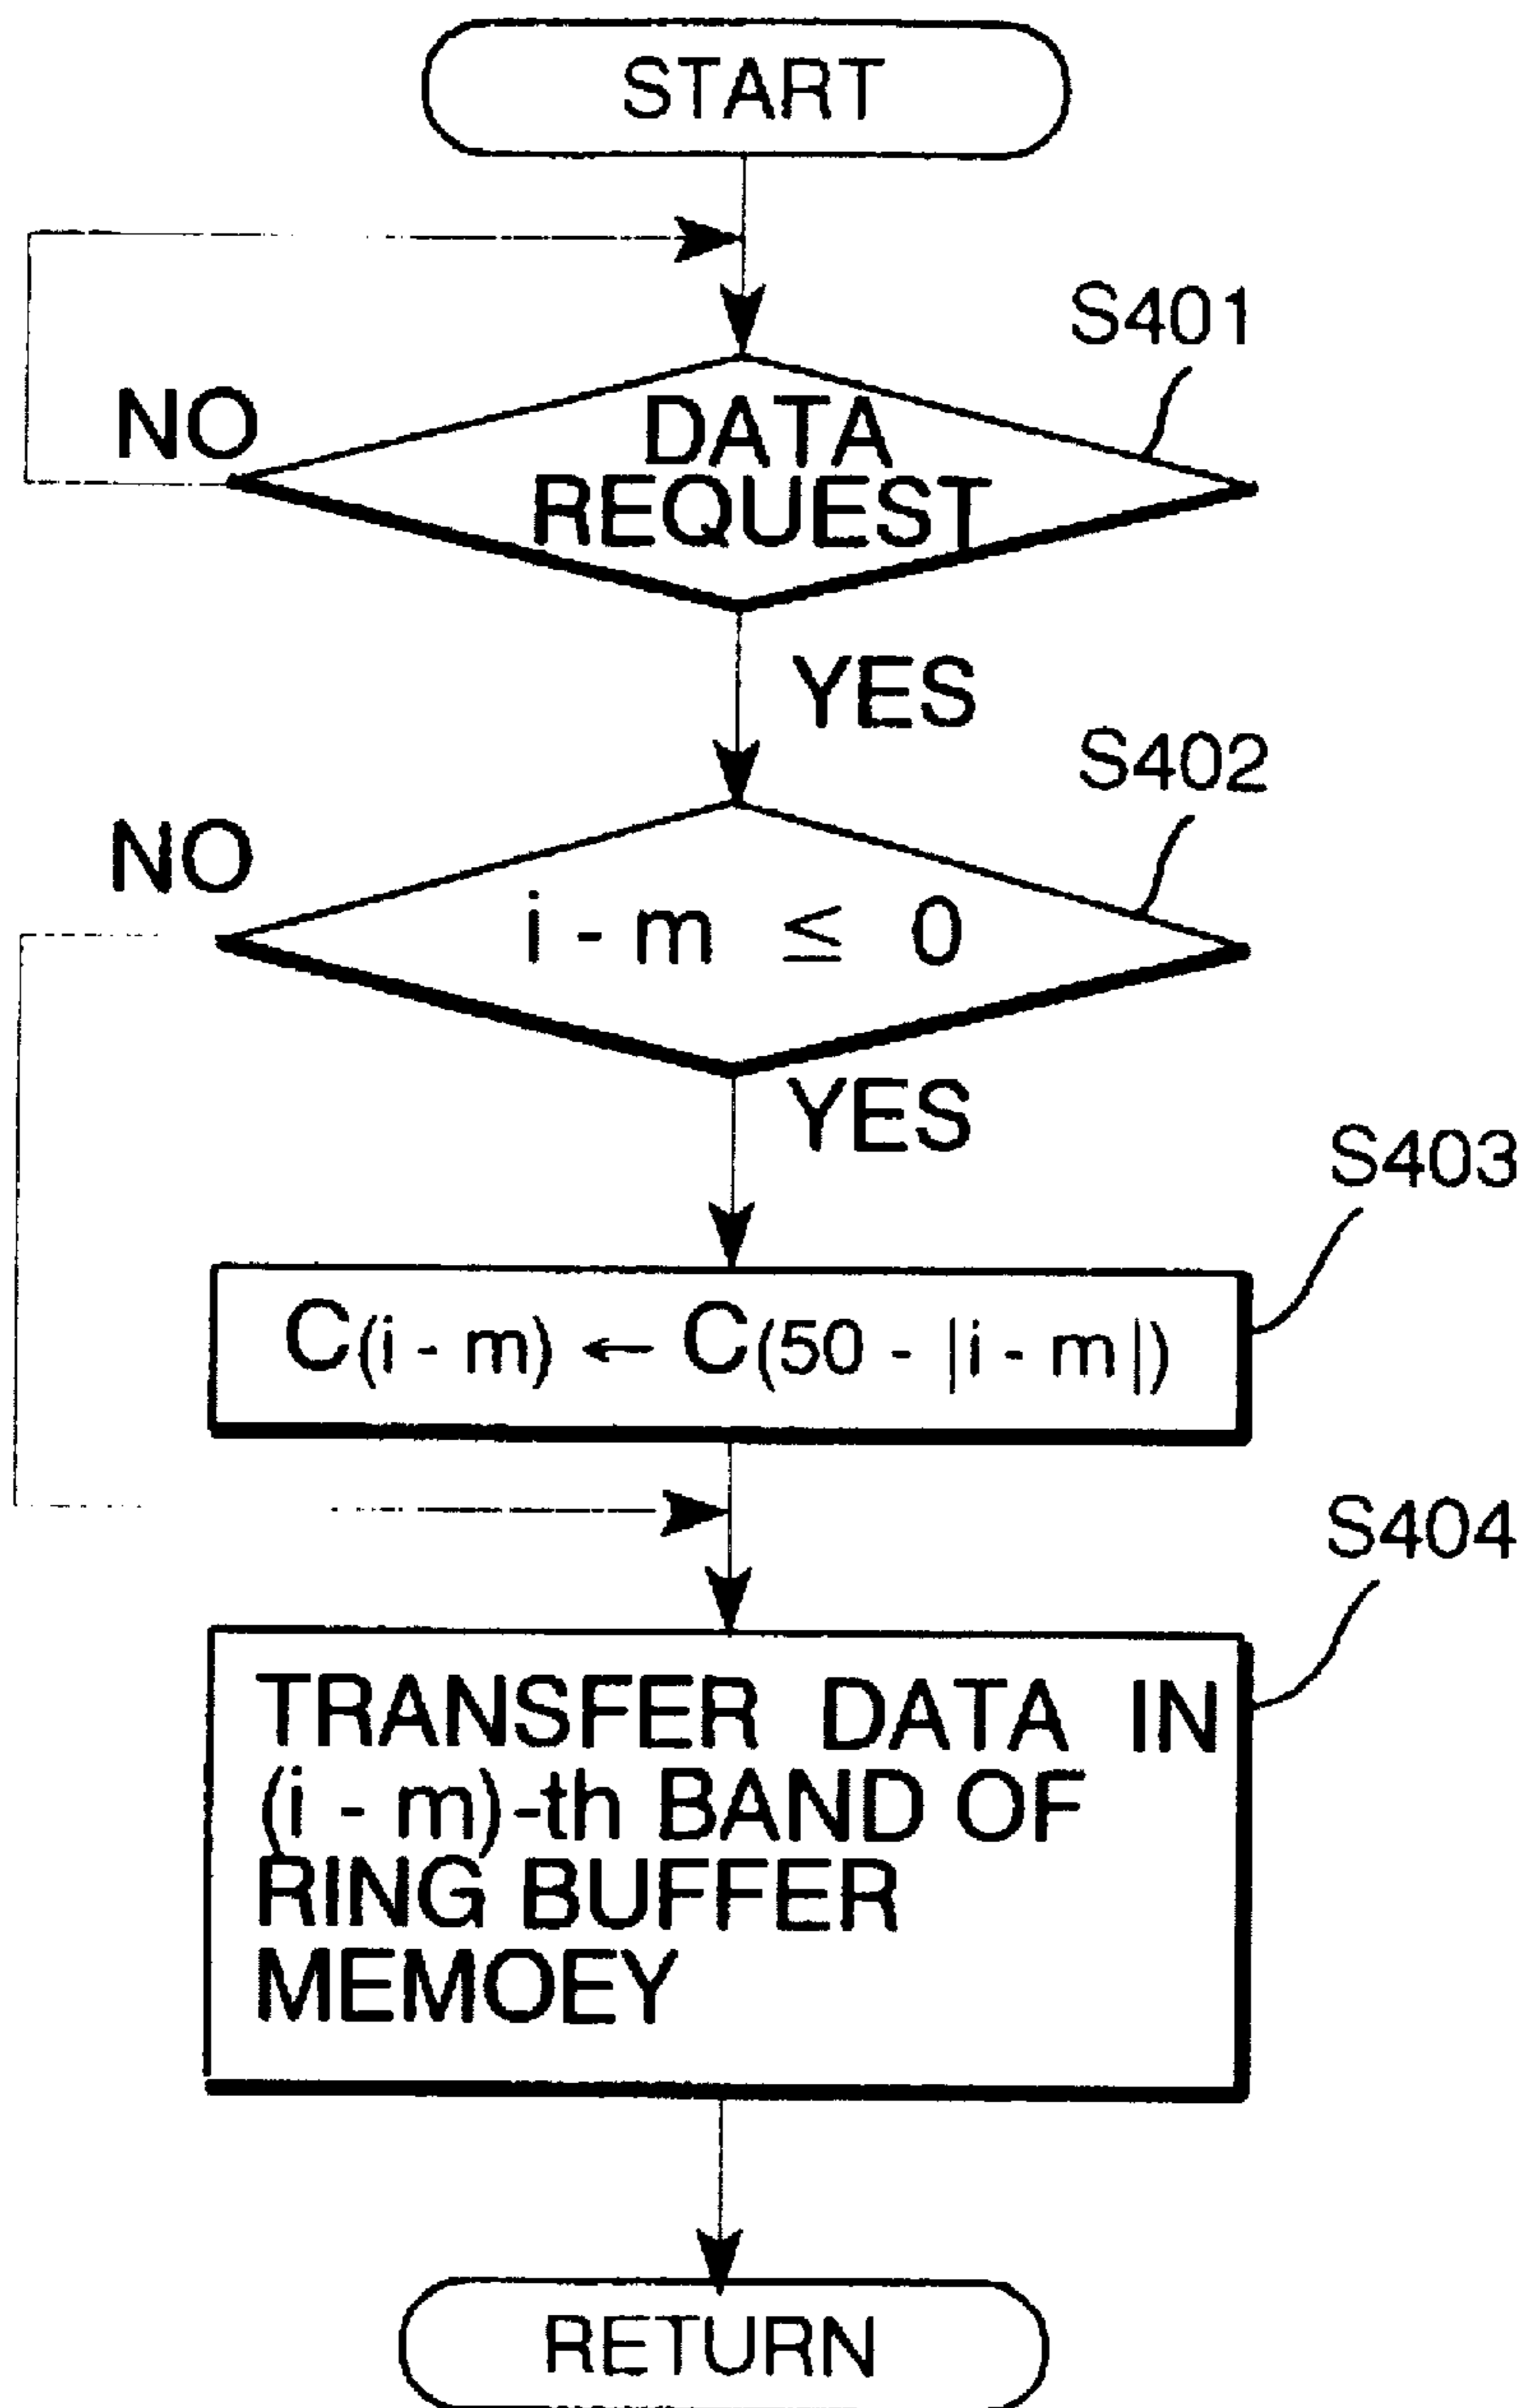 START
S401
NO
DATA
REQUEST
YES
S402
NO
i - m ≤ 0
YES
S403
C(i - m) ← C(50 - |i - m|)
S404
TRANSFER DATA IN
(i - m)-th BAND OF
RING BUFFER
MEMOEY
RETURN